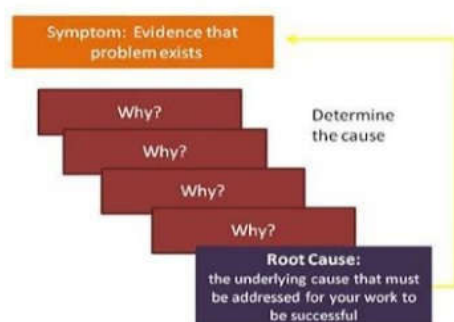 Symptom: Evidence that
problem exists
Why?
Determine
the cause
Why?
Why?
Why?
Root Cause:
the underlying cause that must
be addressed for your work to
be successful